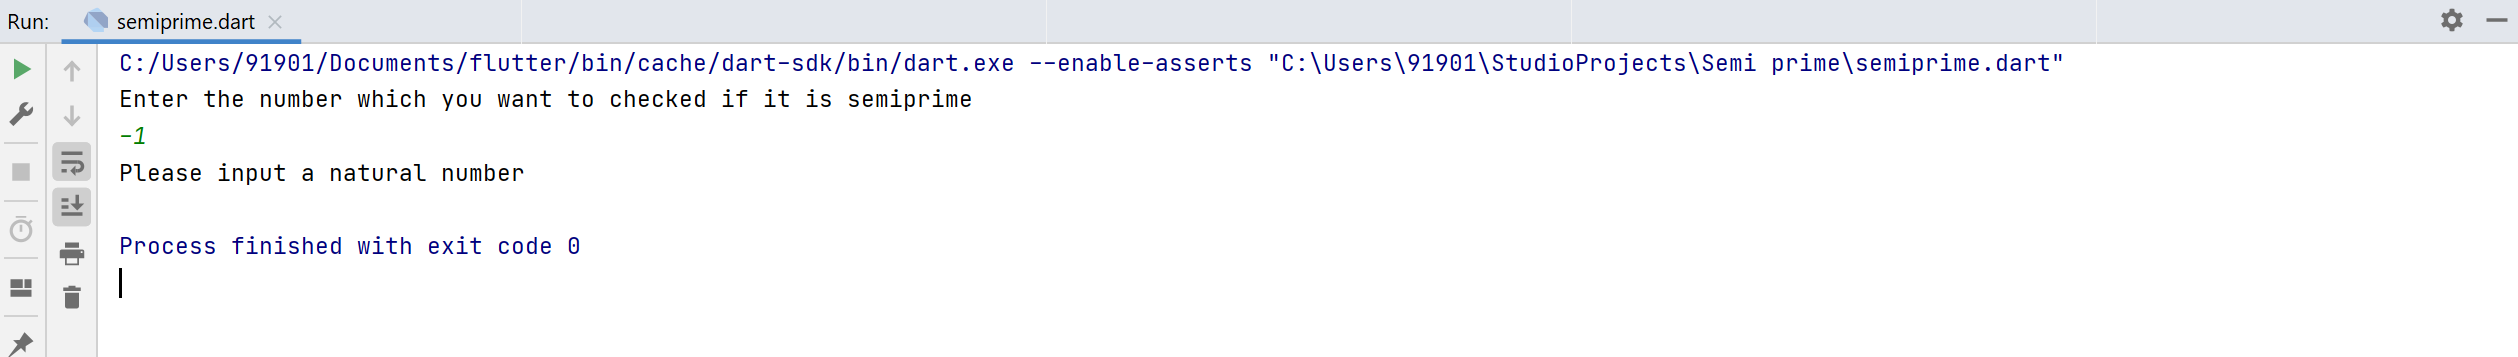 Run: semiprime.dart
C:/Users/91901/Documents/flutter/bin/cache/dart-sdk/bin/dart.exe --enable-asserts "C:\Users\91901\StudioProjects\Semi prime\semiprime.dart"
Enter the number which you want to checked if it is semiprime
-1
Please input a natural number
Process finished with exit code 0